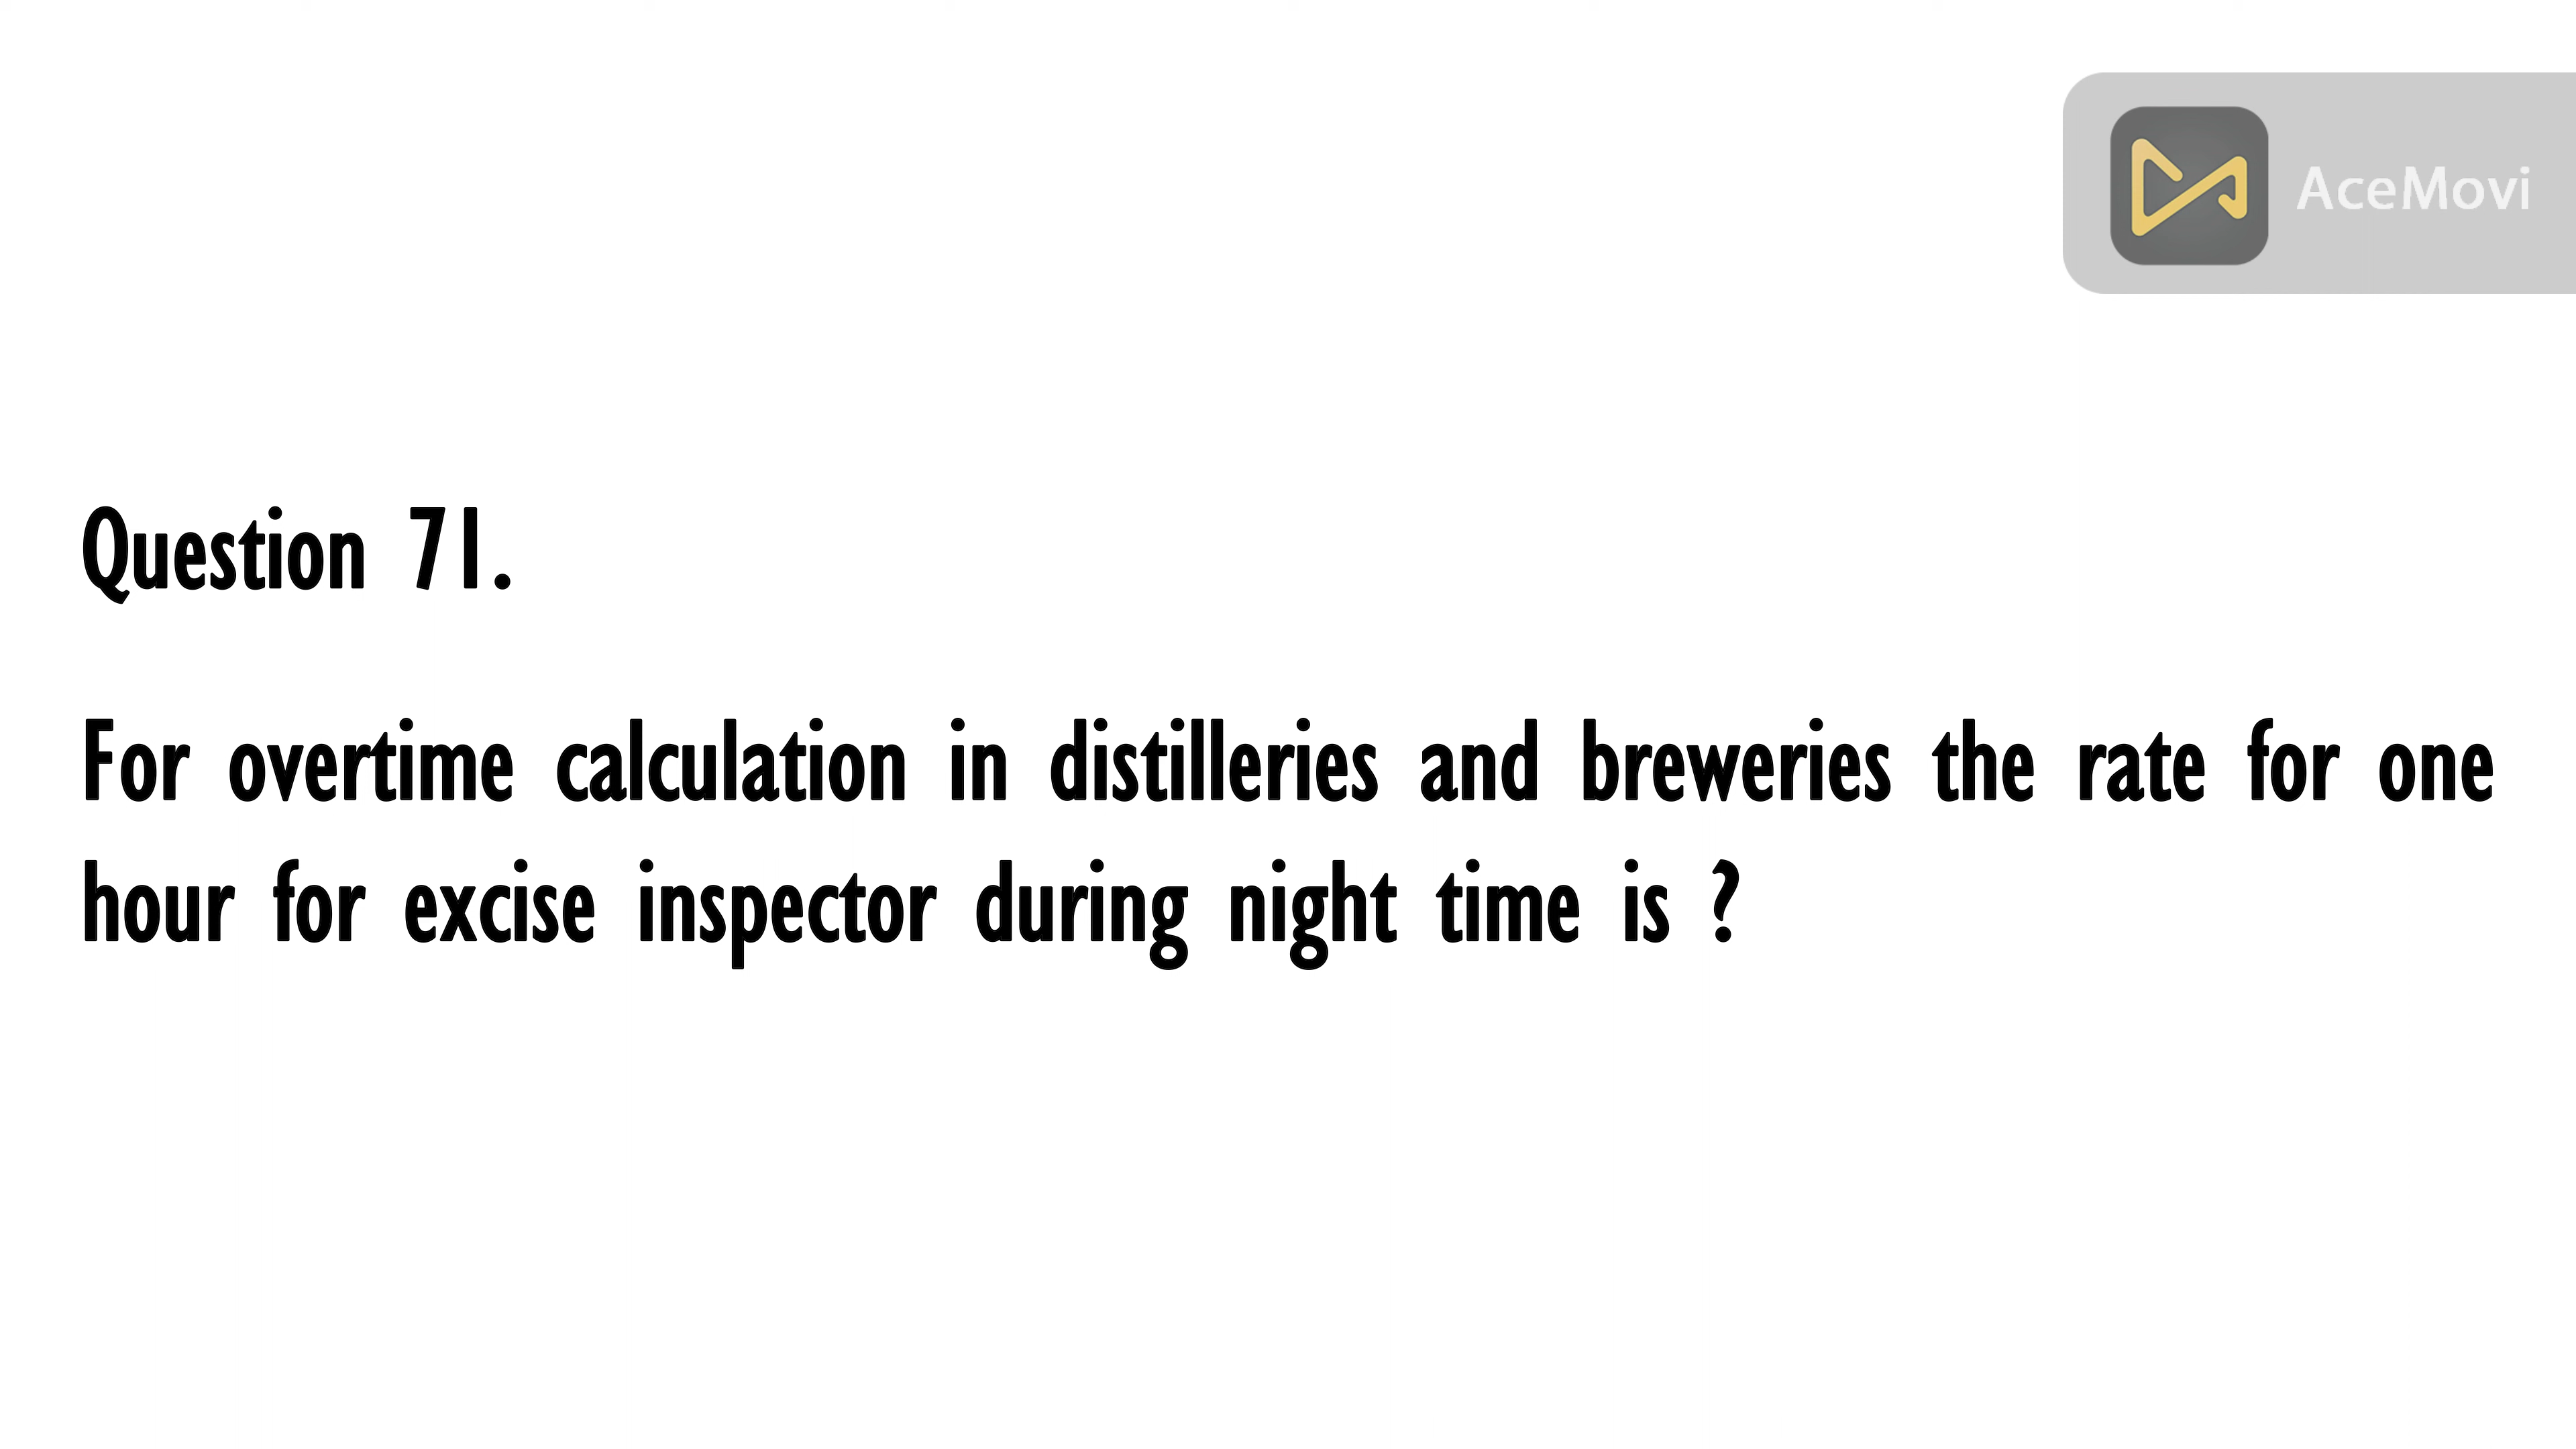 AceMovi
Question 71.
For overtime calculation in distilleries and breweries the rate for one
hour for excise inspector during night time is ?